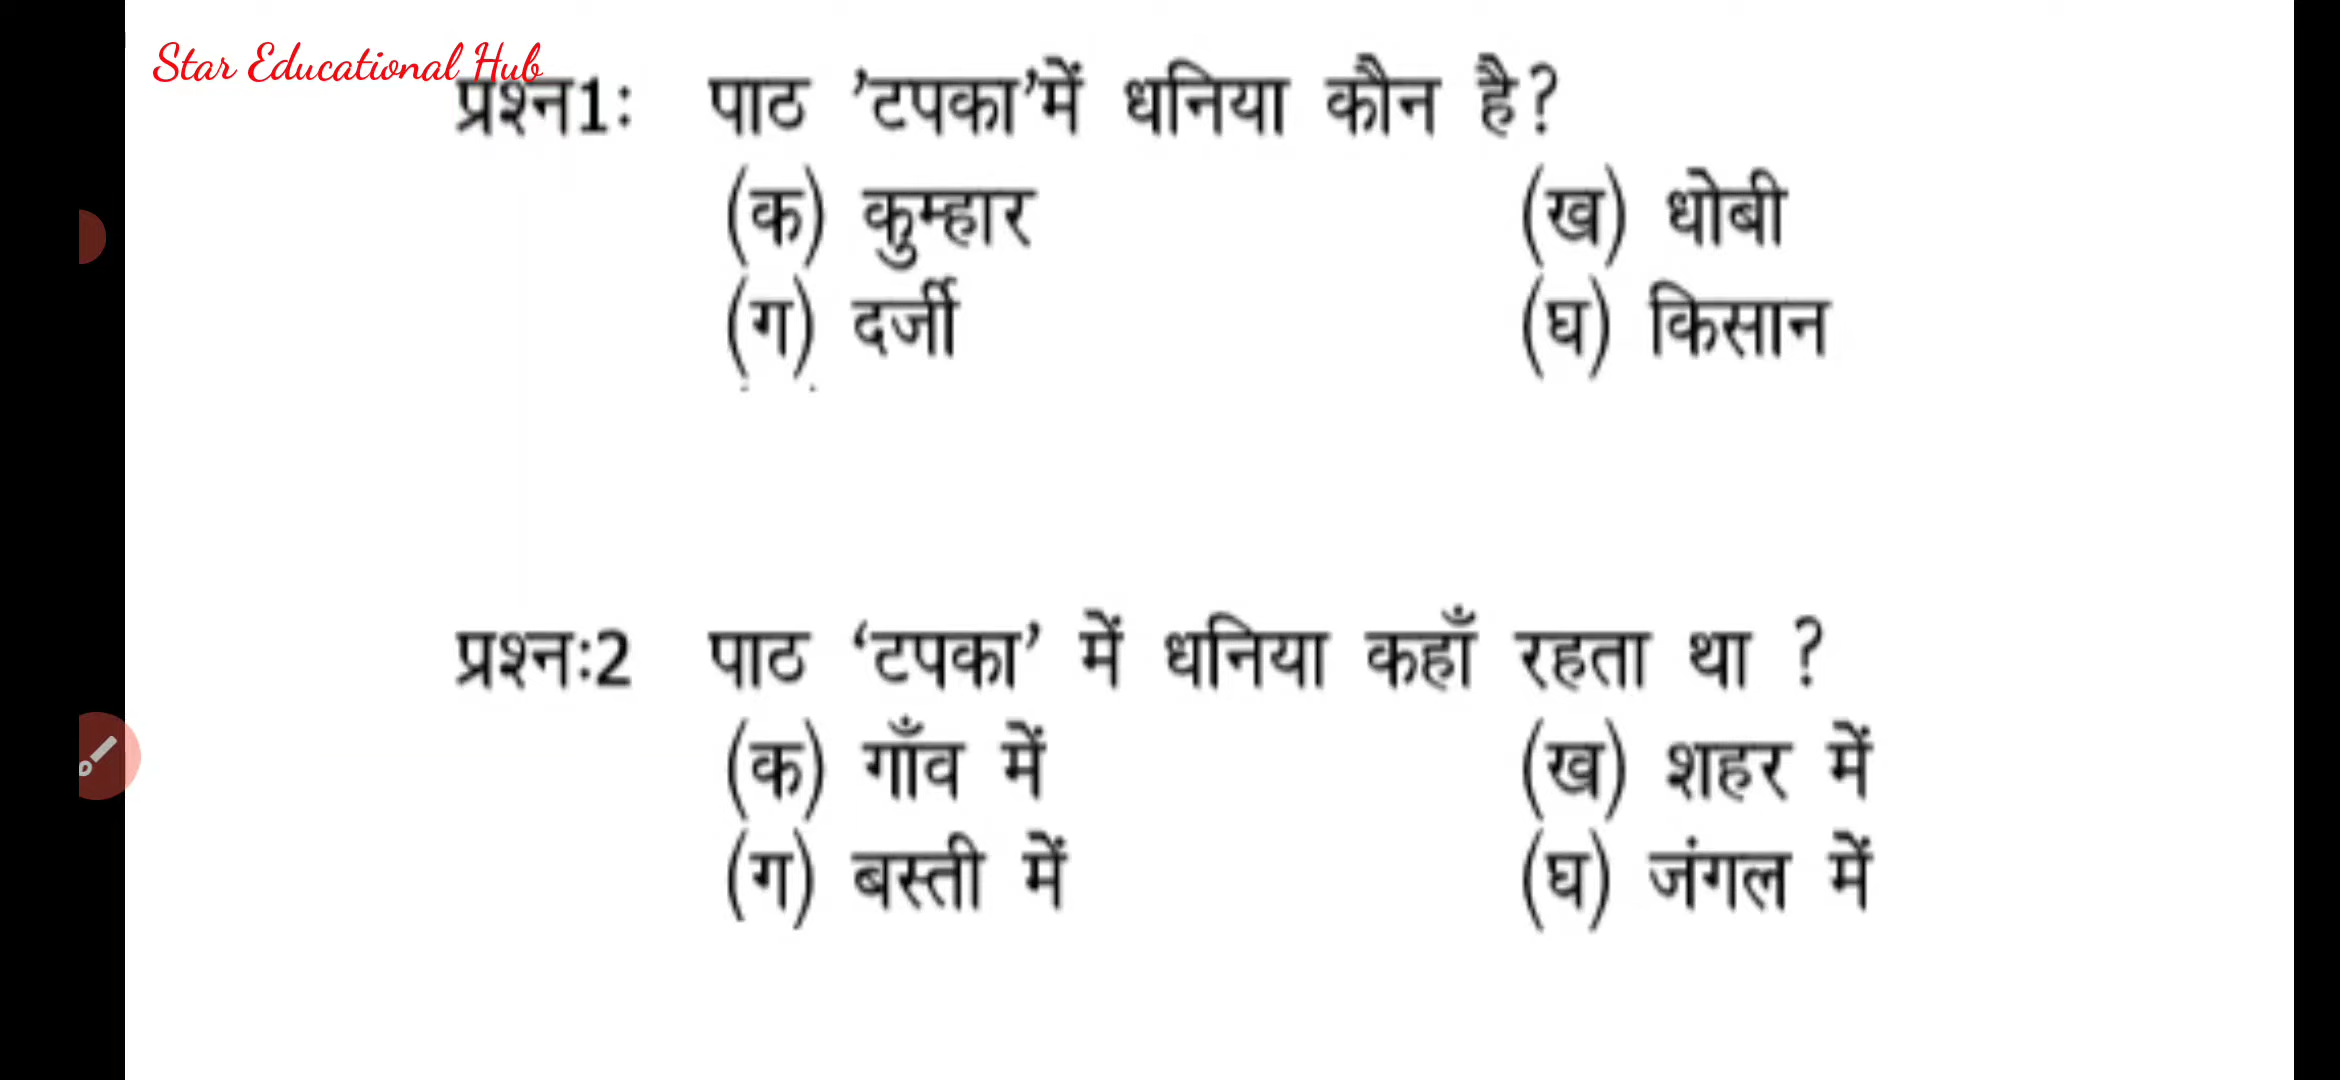 Star Educational Hub
प्रश्न1: पाठ ’टपका’में धनिया कौन है?
(क) कुम्हार (ख) धोबी
(ग) दर्जी (घ) किसान
प्रश्न:2 पाठ ‘टपका’ में धनिया कहाँ रहता था ?
(क) गाँव में (ख) शहर में
(ग) बस्ती में (घ) जंगल में